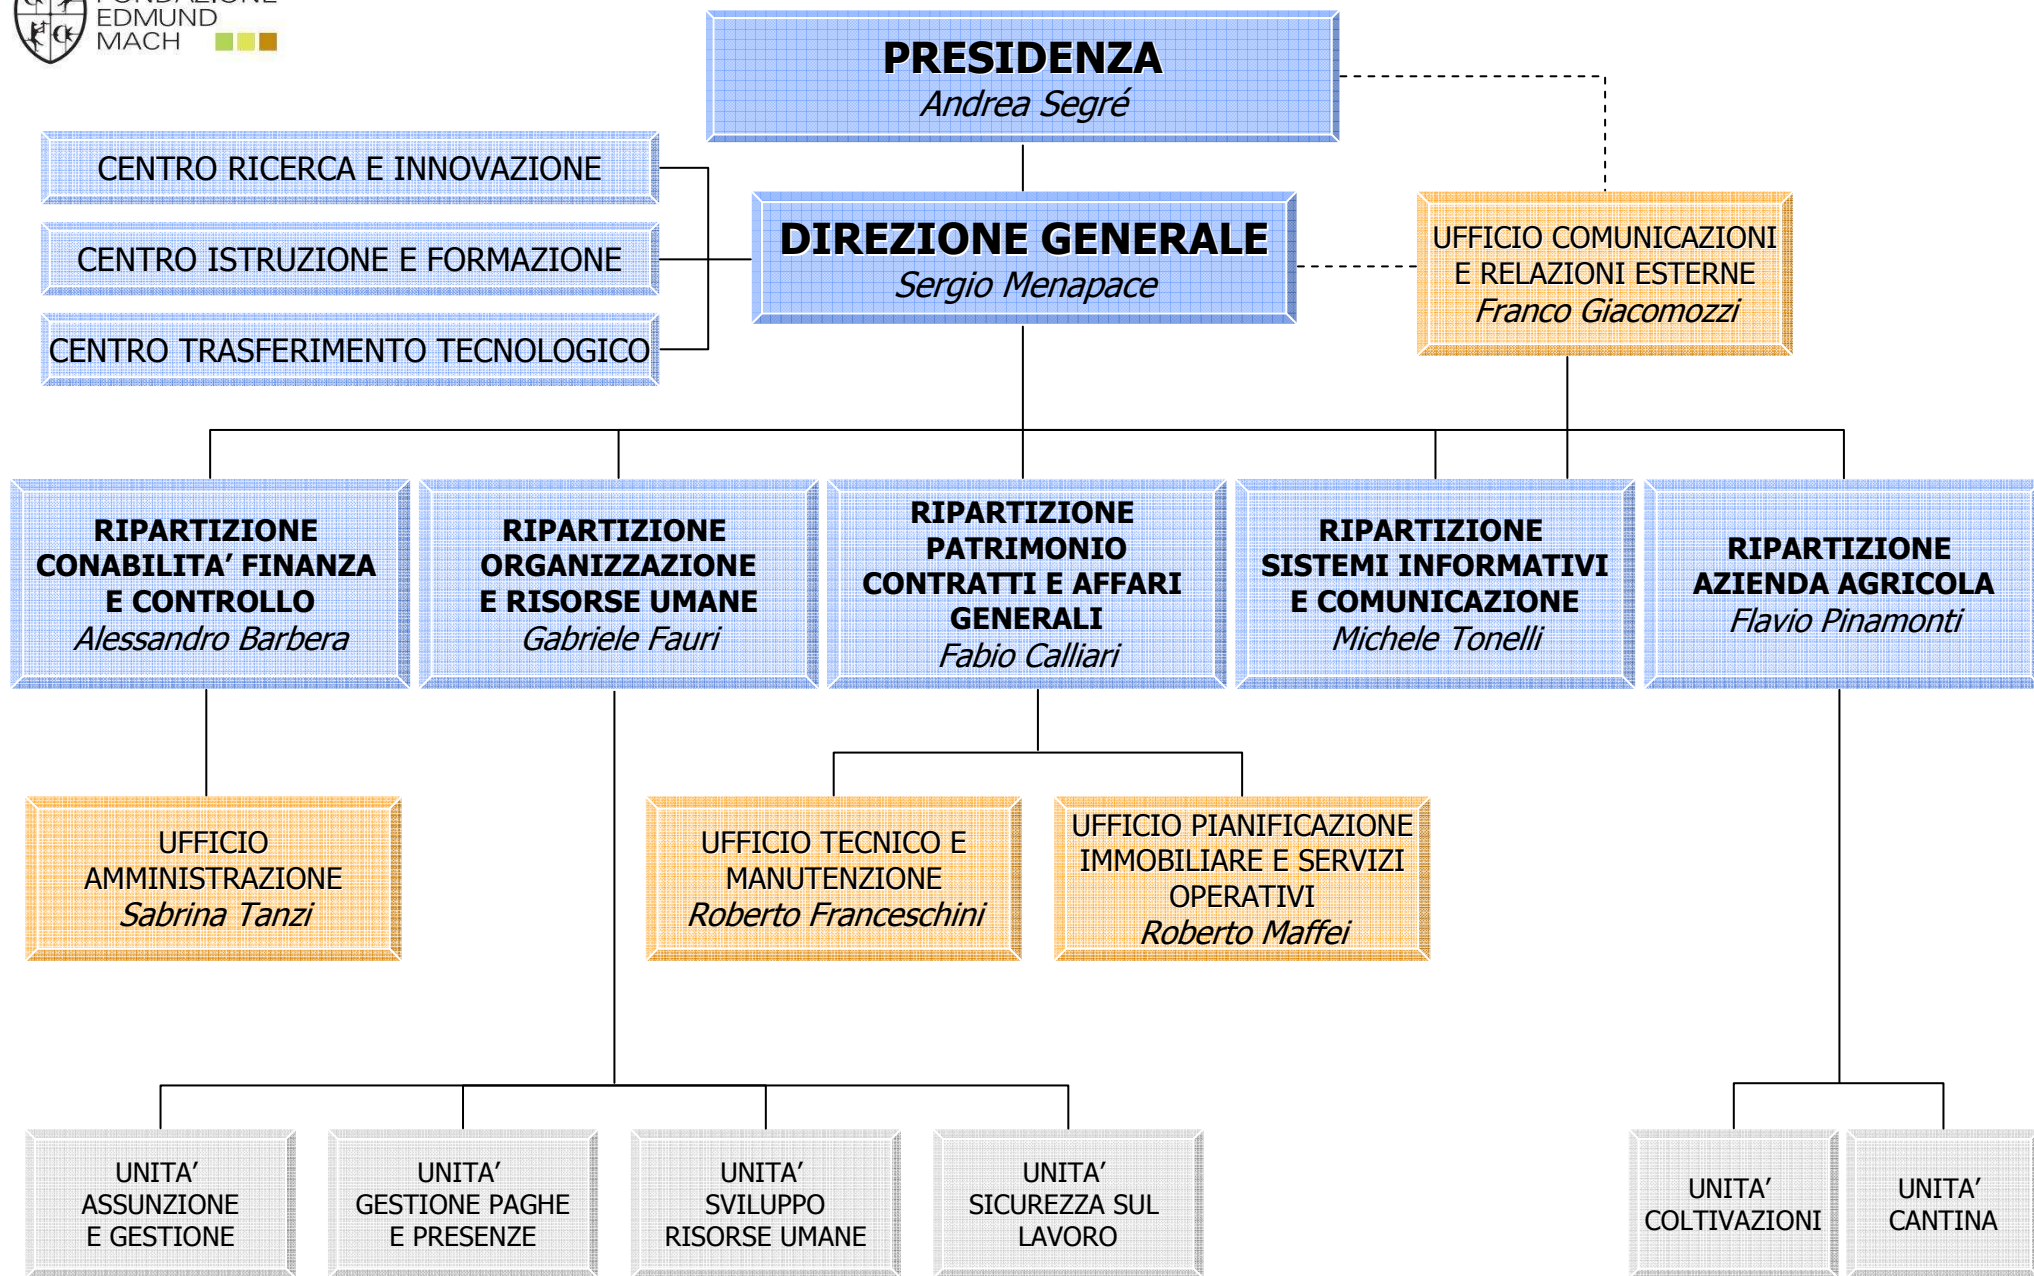 FONDAZIONE
EDMUND
MACH
PRESIDENZA
Andrea Segré
CENTRO RICERCA E INNOVAZIONE
CENTRO ISTRUZIONE E FORMAZIONE
CENTRO TRASFERIMENTO TECNOLOGICO
DIREZIONE GENERALE
Sergio Menapace
UFFICIO COMUNICAZIONI
E RELAZIONI ESTERNE
Franco Giacomozzi
RIPARTIZIONE
CONABILITA’ FINANZA
E CONTROLLO
Alessandro Barbera
RIPARTIZIONE
ORGANIZZAZIONE
E RISORSE UMANE
Gabriele Fauri
RIPARTIZIONE
PATRIMONIO
CONTRATTI E AFFARI
GENERALI
Fabio Calliari
RIPARTIZIONE
SISTEMI INFORMATIVI
E COMUNICAZIONE
Michele Tonelli
RIPARTIZIONE
AZIENDA AGRICOLA
Flavio Pinamonti
UFFICIO
AMMINISTRAZIONE
Sabrina Tanzi
UFFICIO TECNICO E
MANUTENZIONE
Roberto Franceschini
UFFICIO PIANIFICAZIONE
IMMOBILIARE E SERVIZI
OPERATIVI
Roberto Maffei
UNITA’
ASSUNZIONE
E GESTIONE
UNITA’
GESTIONE PAGHE
E PRESENZE
UNITA’
SVILUPPO
RISORSE UMANE
UNITA’
SICUREZZA SUL
LAVORO
UNITA’
COLTIVAZIONI
UNITA’
CANTINA